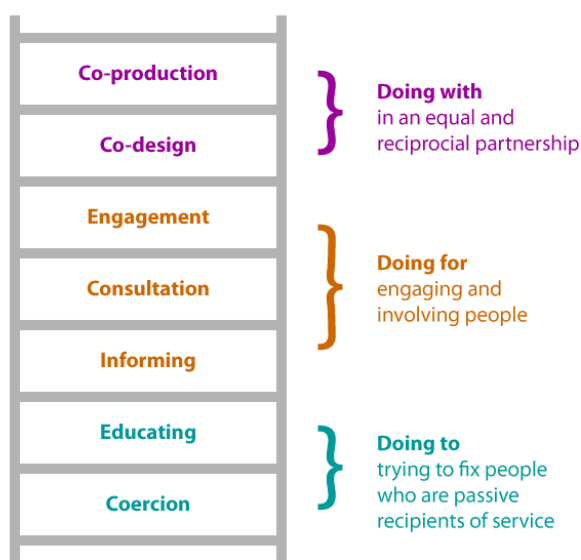 Co-production
Co-design
Doing with
in an equal and
reciprocial partnership
Engagement
Consultation
Informing
Doing for
engaging and
involving people
Educating
Coercion
Doing to
trying to fix people
who are passive
recipients of service